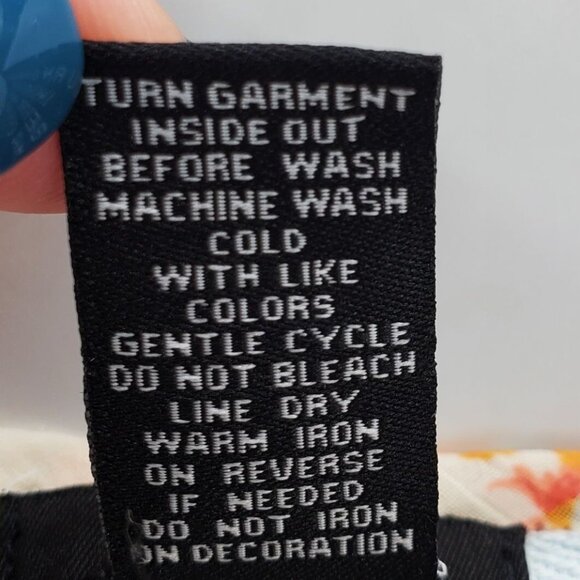 TURN GARMENT
INSIDE OUT
BEFORE WASH
MACHINE WASH
COLD
WITH LIKE
COLORS
GENTLE CYCLE
DO NOT BLEACH
LINE DRY
WARM IRON
ON REVERSE
IF NEEDED
DO NOT IRON
ON DECORATION